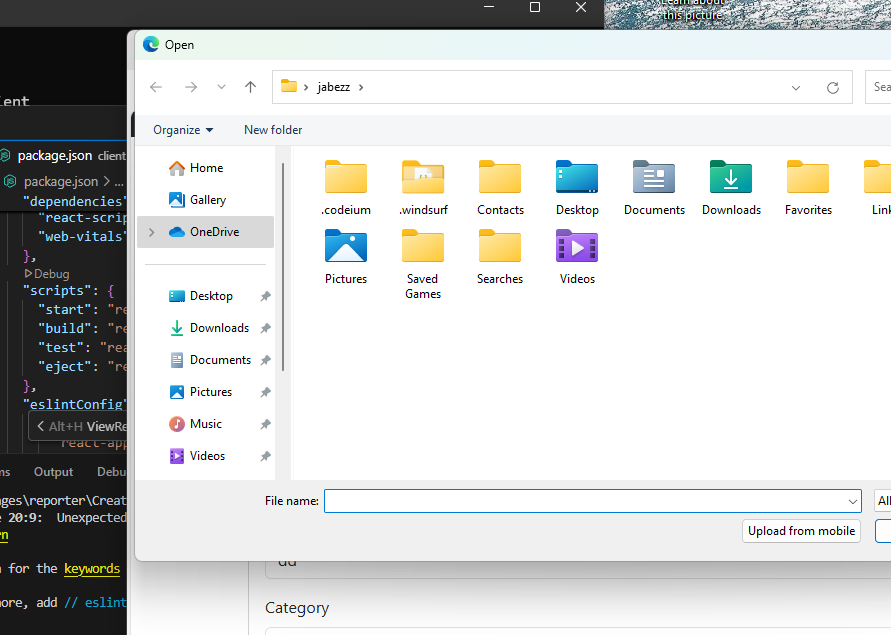 Learn about
this picture
ent
package.json client
package.json > ...
"dependencies"
"react-scrip
"web-vitals"
},
Debug
"scripts": {
"start": "re
"build": "re
"test": "rea
"eject": "re
},
"eslintConfig"
Alt+H ViewRe
react-app
ms Output Debu
ges\reporter\Creat
20:9: Unexpected
rn
for the keywords
ore, add // eslint
Open
jabezz
Sea
Organize New folder
Home
Gallery
OneDrive
Desktop
Downloads
Documents
Pictures
Music
Videos
.codeium .windsurf Contacts Desktop Documents Downloads Favorites Link
Pictures Saved Games Searches Videos
File name: All
Upload from mobile
dd
Category